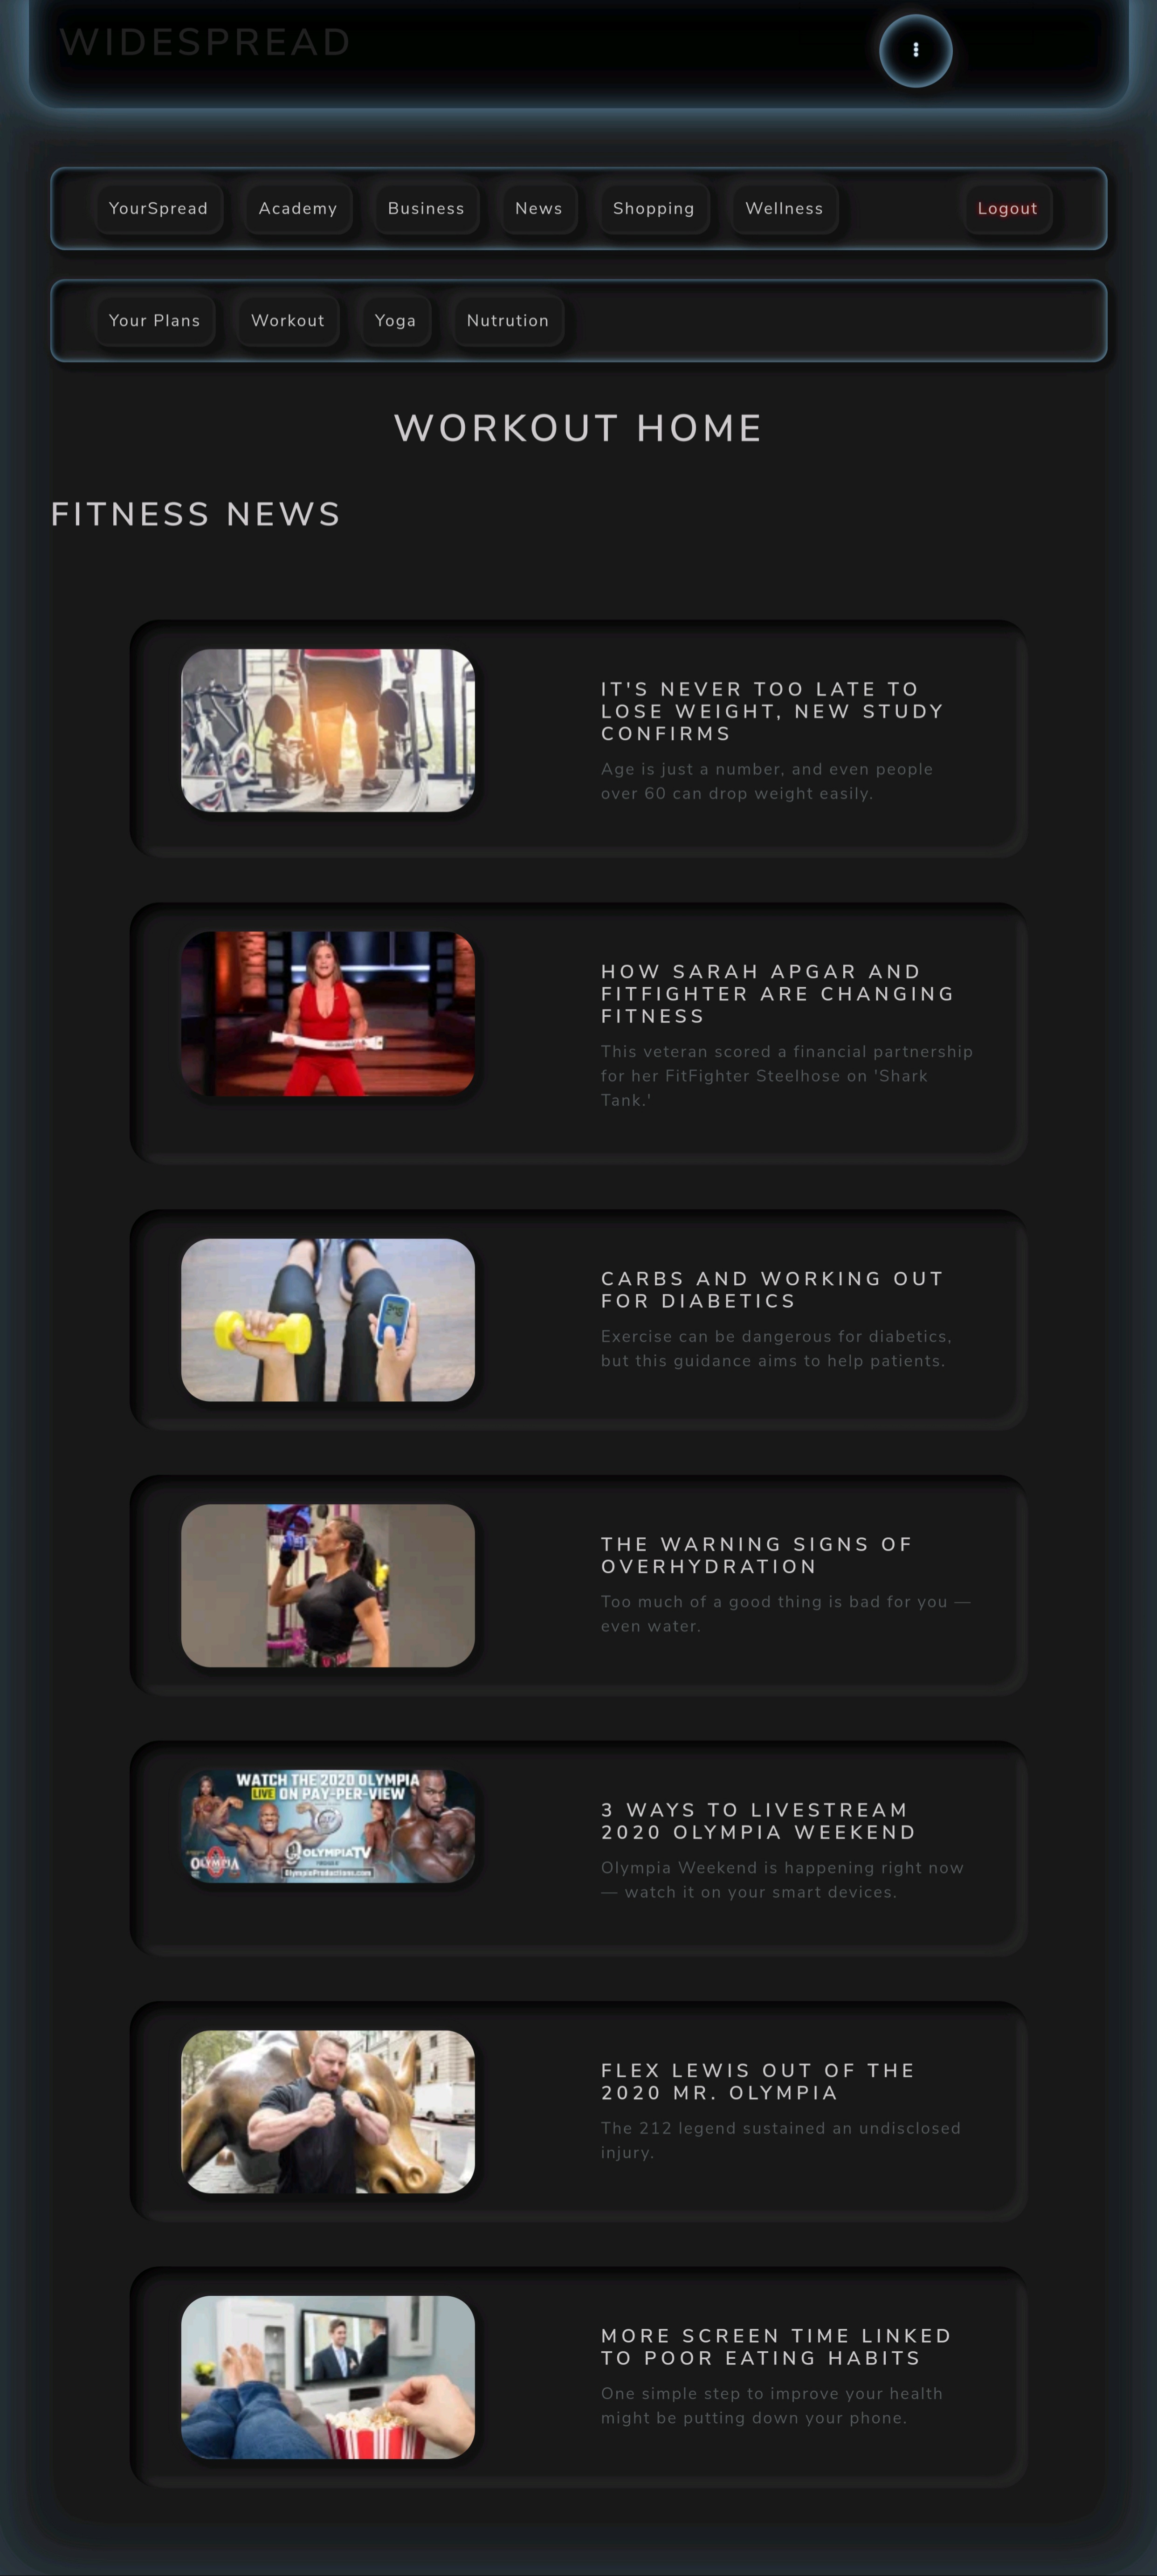 WIDESPREAD
YourSpread Academy Business News Shopping Wellness Logout
Your Plans Workout Yoga Nutrution
WORKOUT HOME
FITNESS NEWS
IT'S NEVER TOO LATE TO
LOSE WEIGHT, NEW STUDY
CONFIRMS
Age is just a number, and even people
over 60 can drop weight easily.
HOW SARAH APGAR AND
FITFIGHTER ARE CHANGING
FITNESS
This veteran scored a financial partnership
for her FitFighter Steelhose on 'Shark
Tank.'
CARBS AND WORKING OUT
FOR DIABETICS
Exercise can be dangerous for diabetics,
but this guidance aims to help patients.
THE WARNING SIGNS OF
OVERHYDRATION
Too much of a good thing is bad for you —
even water.
WATCH THE 2020 OLYMPIA
LIVE ON PAY-PER-VIEW
OLYMPIATV
OLYMPIA
OlympiaProductions.com
3 WAYS TO LIVESTREAM
2020 OLYMPIA WEEKEND
Olympia Weekend is happening right now
— watch it on your smart devices.
FLEX LEWIS OUT OF THE
2020 MR. OLYMPIA
The 212 legend sustained an undisclosed
injury.
MORE SCREEN TIME LINKED
TO POOR EATING HABITS
One simple step to improve your health
might be putting down your phone.